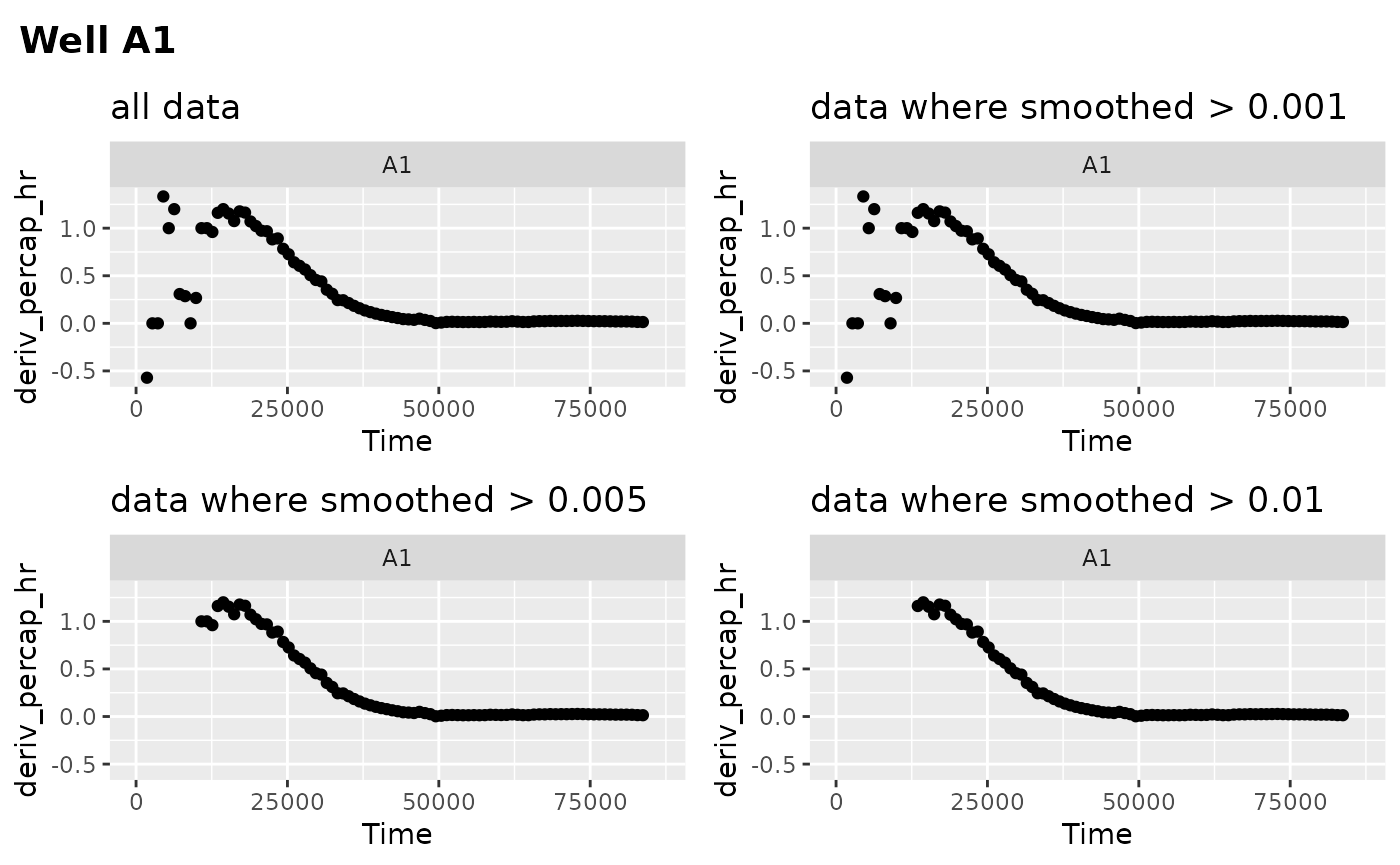 Well A1
all data
A1
deriv_percap_hr
1.0
0.5
0.0
-0.5
0 25000 50000 75000
Time
data where smoothed > 0.001
A1
deriv_percap_hr
1.0
0.5
0.0
-0.5
0 25000 50000 75000
Time
data where smoothed > 0.005
A1
deriv_percap_hr
1.0
0.5
0.0
-0.5
0 25000 50000 75000
Time
data where smoothed > 0.01
A1
deriv_percap_hr
1.0
0.5
0.0
-0.5
0 25000 50000 75000
Time